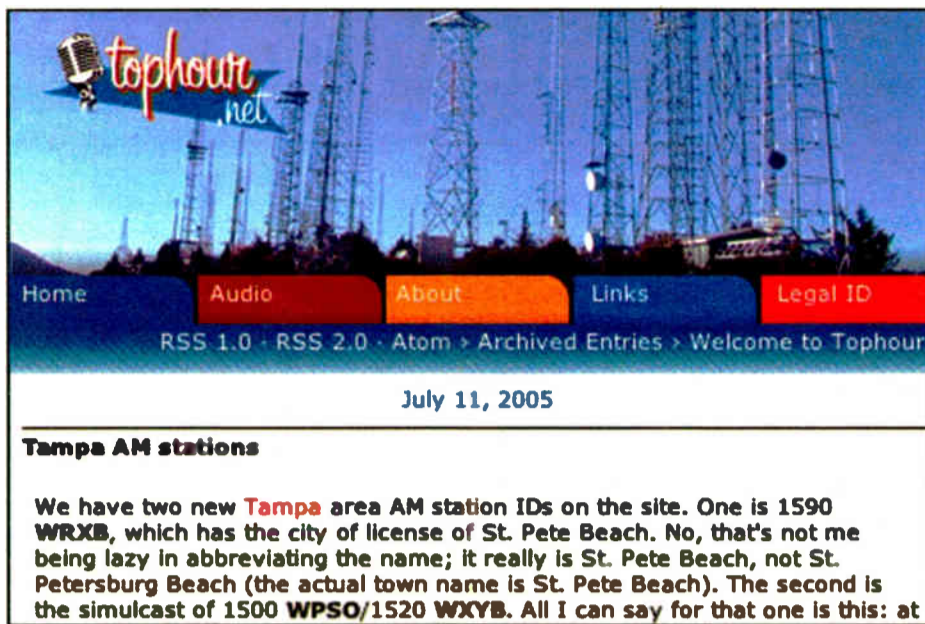 tophour
.net
Home Audio About Links Legal ID
RSS 1.0 · RSS 2.0 · Atom › Archived Entries › Welcome to Tophour
July 11, 2005
Tampa AM stations
We have two new Tampa area AM station IDs on the site. One is 1590
WRXB, which has the city of license of St. Pete Beach. No, that's not me
being lazy in abbreviating the name; it really is St. Pete Beach, not St.
Petersburg Beach (the actual town name is St. Pete Beach). The second is
the simulcast of 1500 WPSO/1520 WXYB. All I can say for that one is this: at